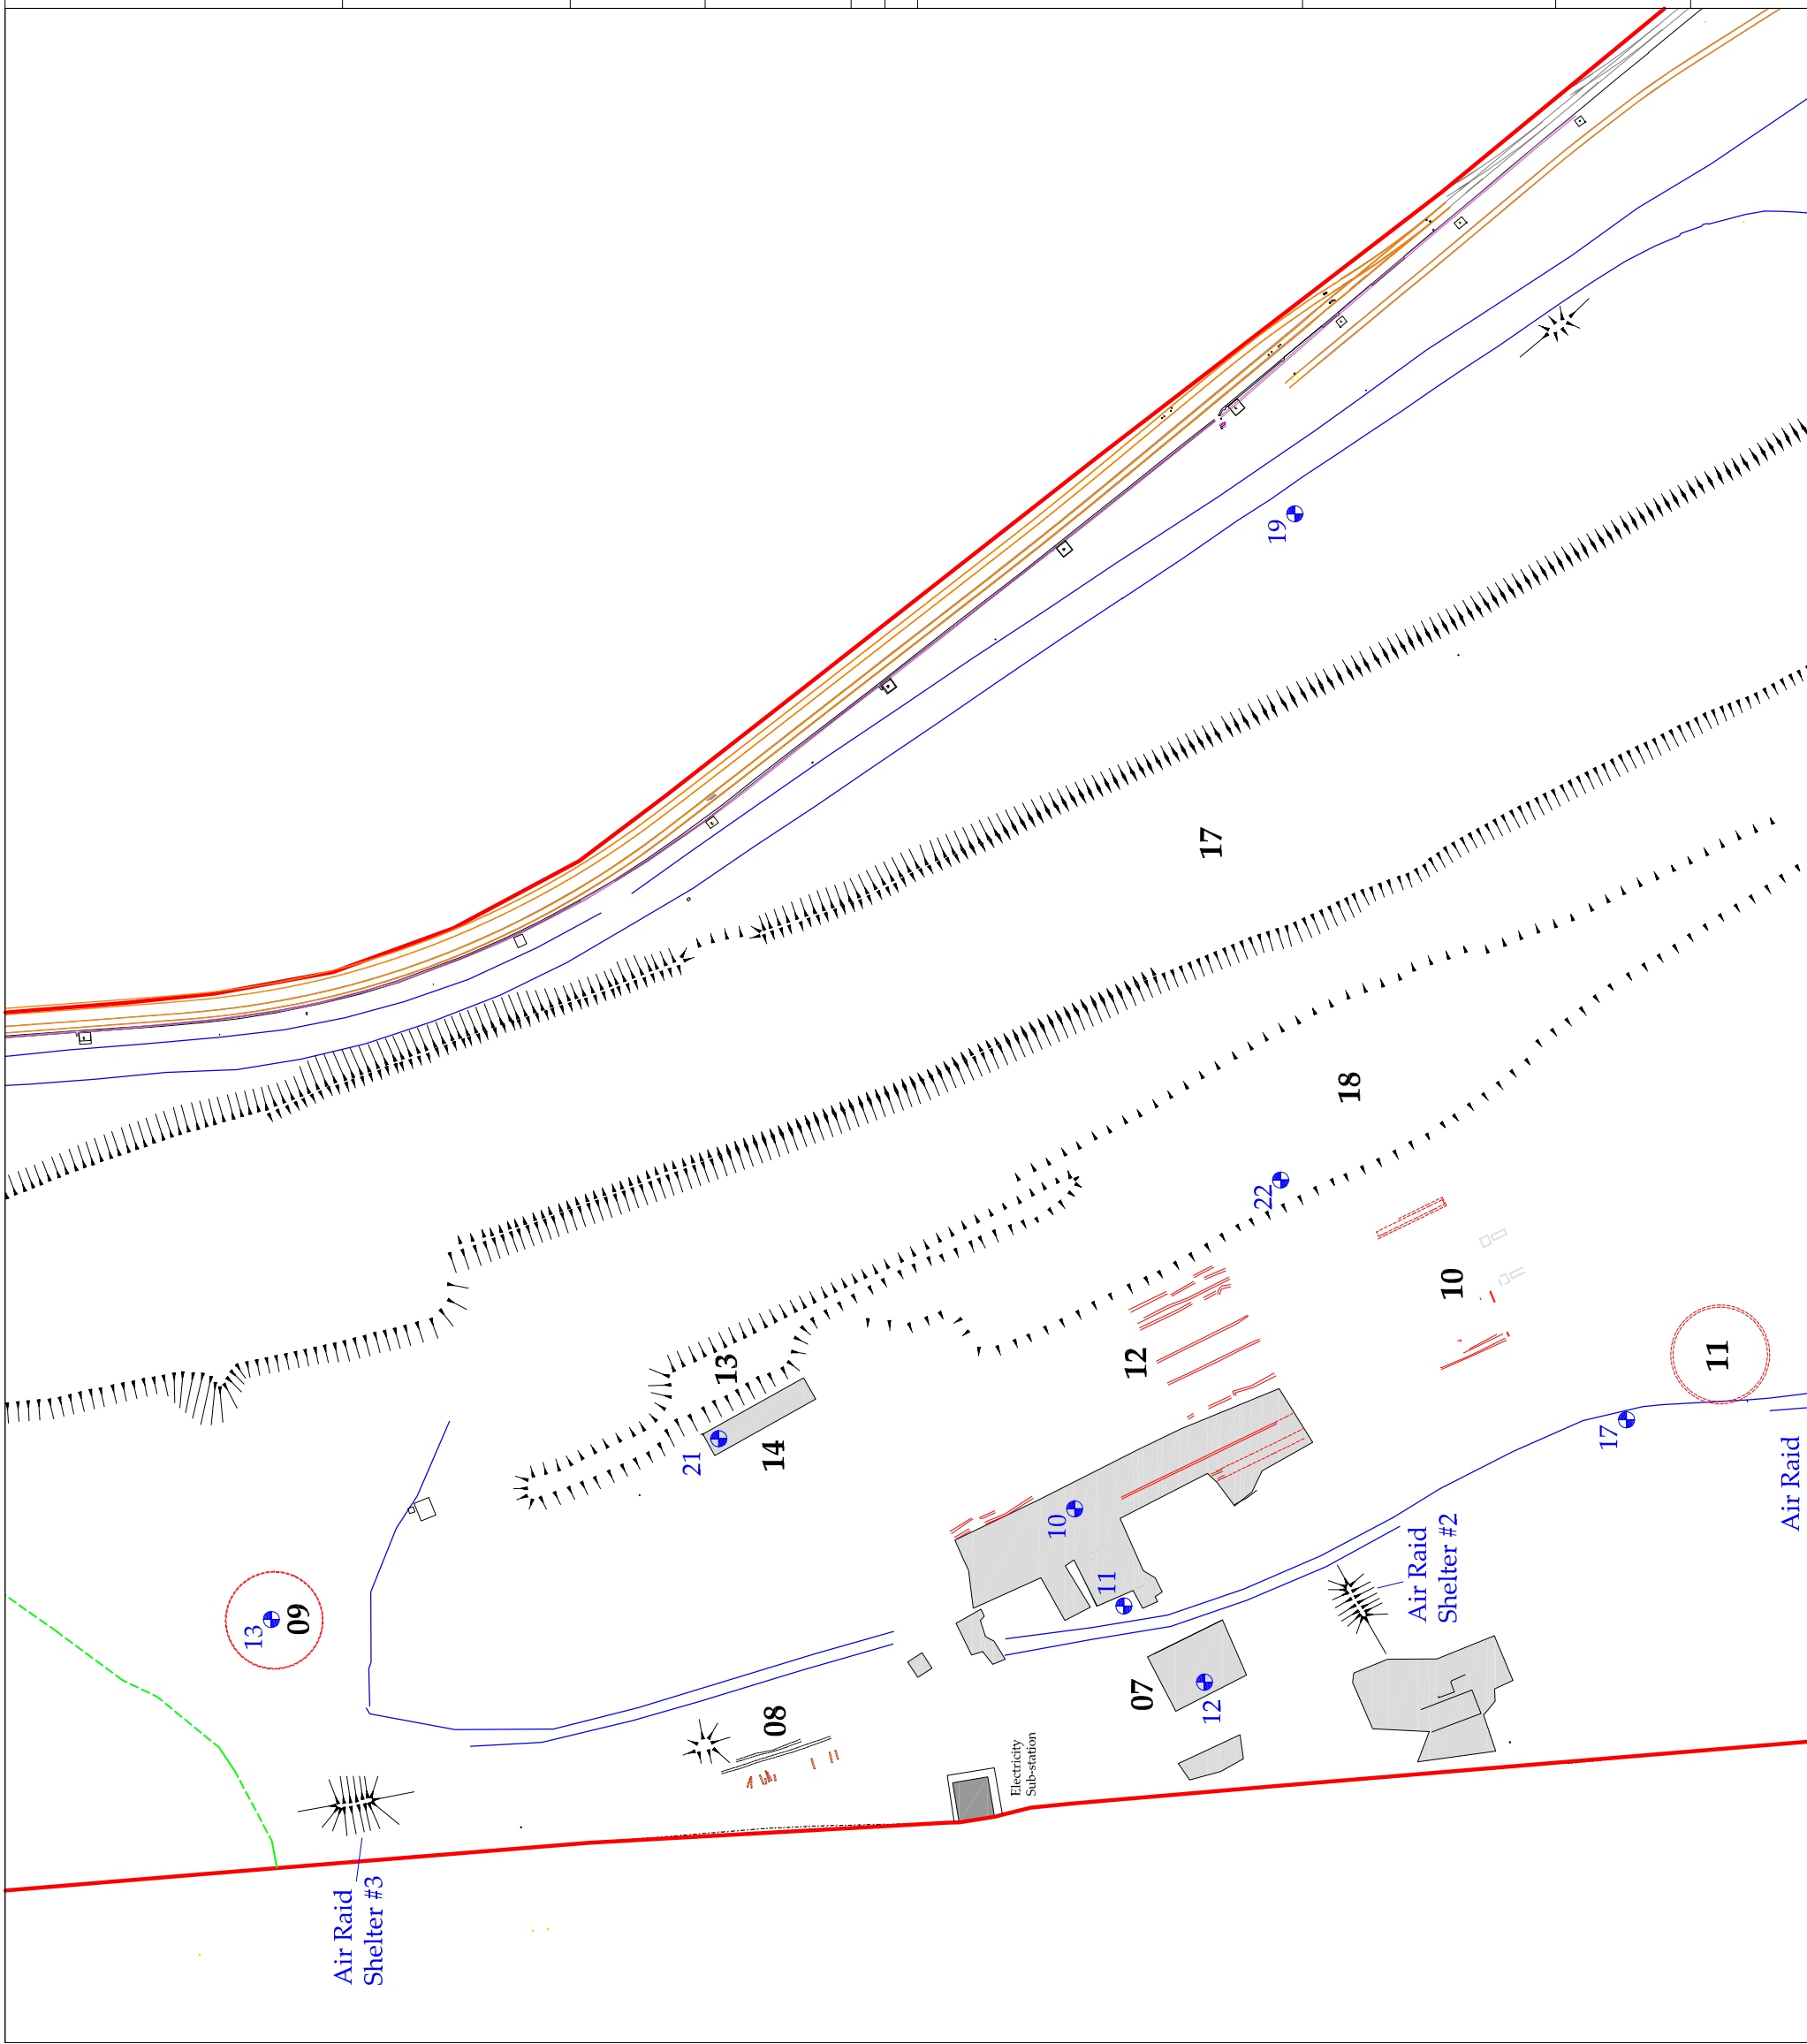 19
17
18
22
10
13
12
11
21
14
17
10
Air Raid
11
Air Raid
Shelter #2
13
09
07
12
08
Electricity
Sub-station
Air Raid
Shelter #3